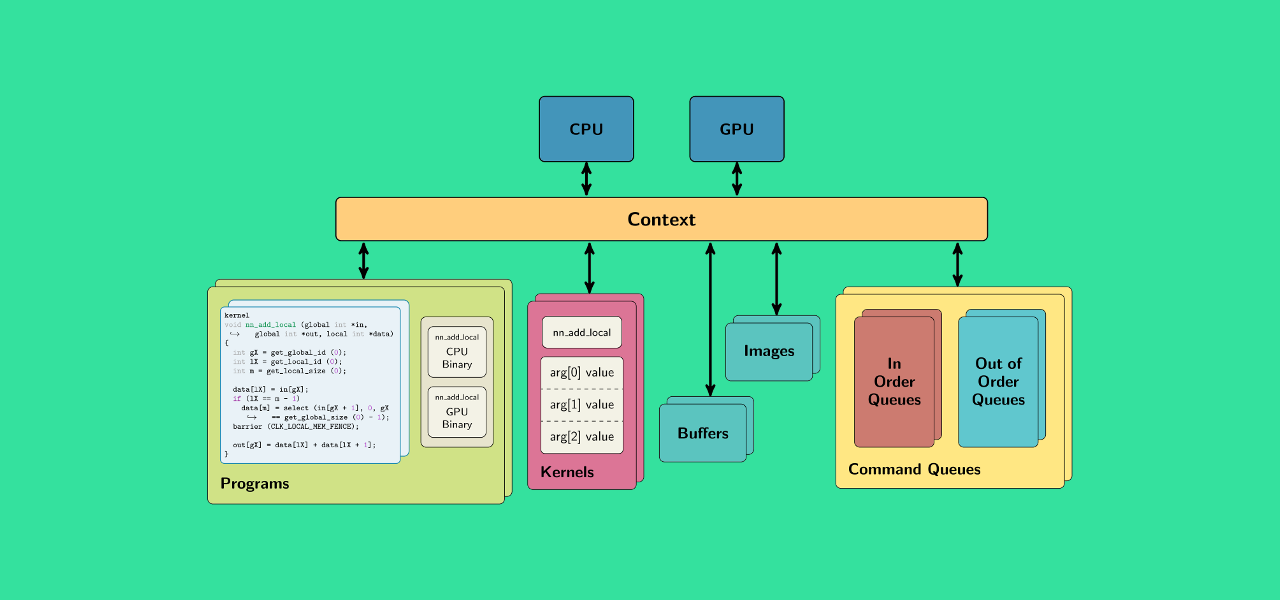 CPU
GPU
Context
kernel
void nn_add_local (global int *in,
↪ global int *out, local int *data)
{
int gX = get_global_id (0);
int lX = get_local_id (0);
int m = get_local_size (0);
data[lX] = in[gX];
if (lX == m - 1)
data[m] = select (in[gX + 1], 0, gX
↪ == get_global_size (0) - 1);
barrier (CLK_LOCAL_MEM_FENCE);
out[gX] = data[lX] + data[lX + 1];
}
nn_add_local
CPU
Binary
nn_add_local
GPU
Binary
Programs
nn_add_local
arg[0] value
arg[1] value
arg[2] value
Kernels
Buffers
Images
In
Order
Queues
Out of
Order
Queues
Command Queues